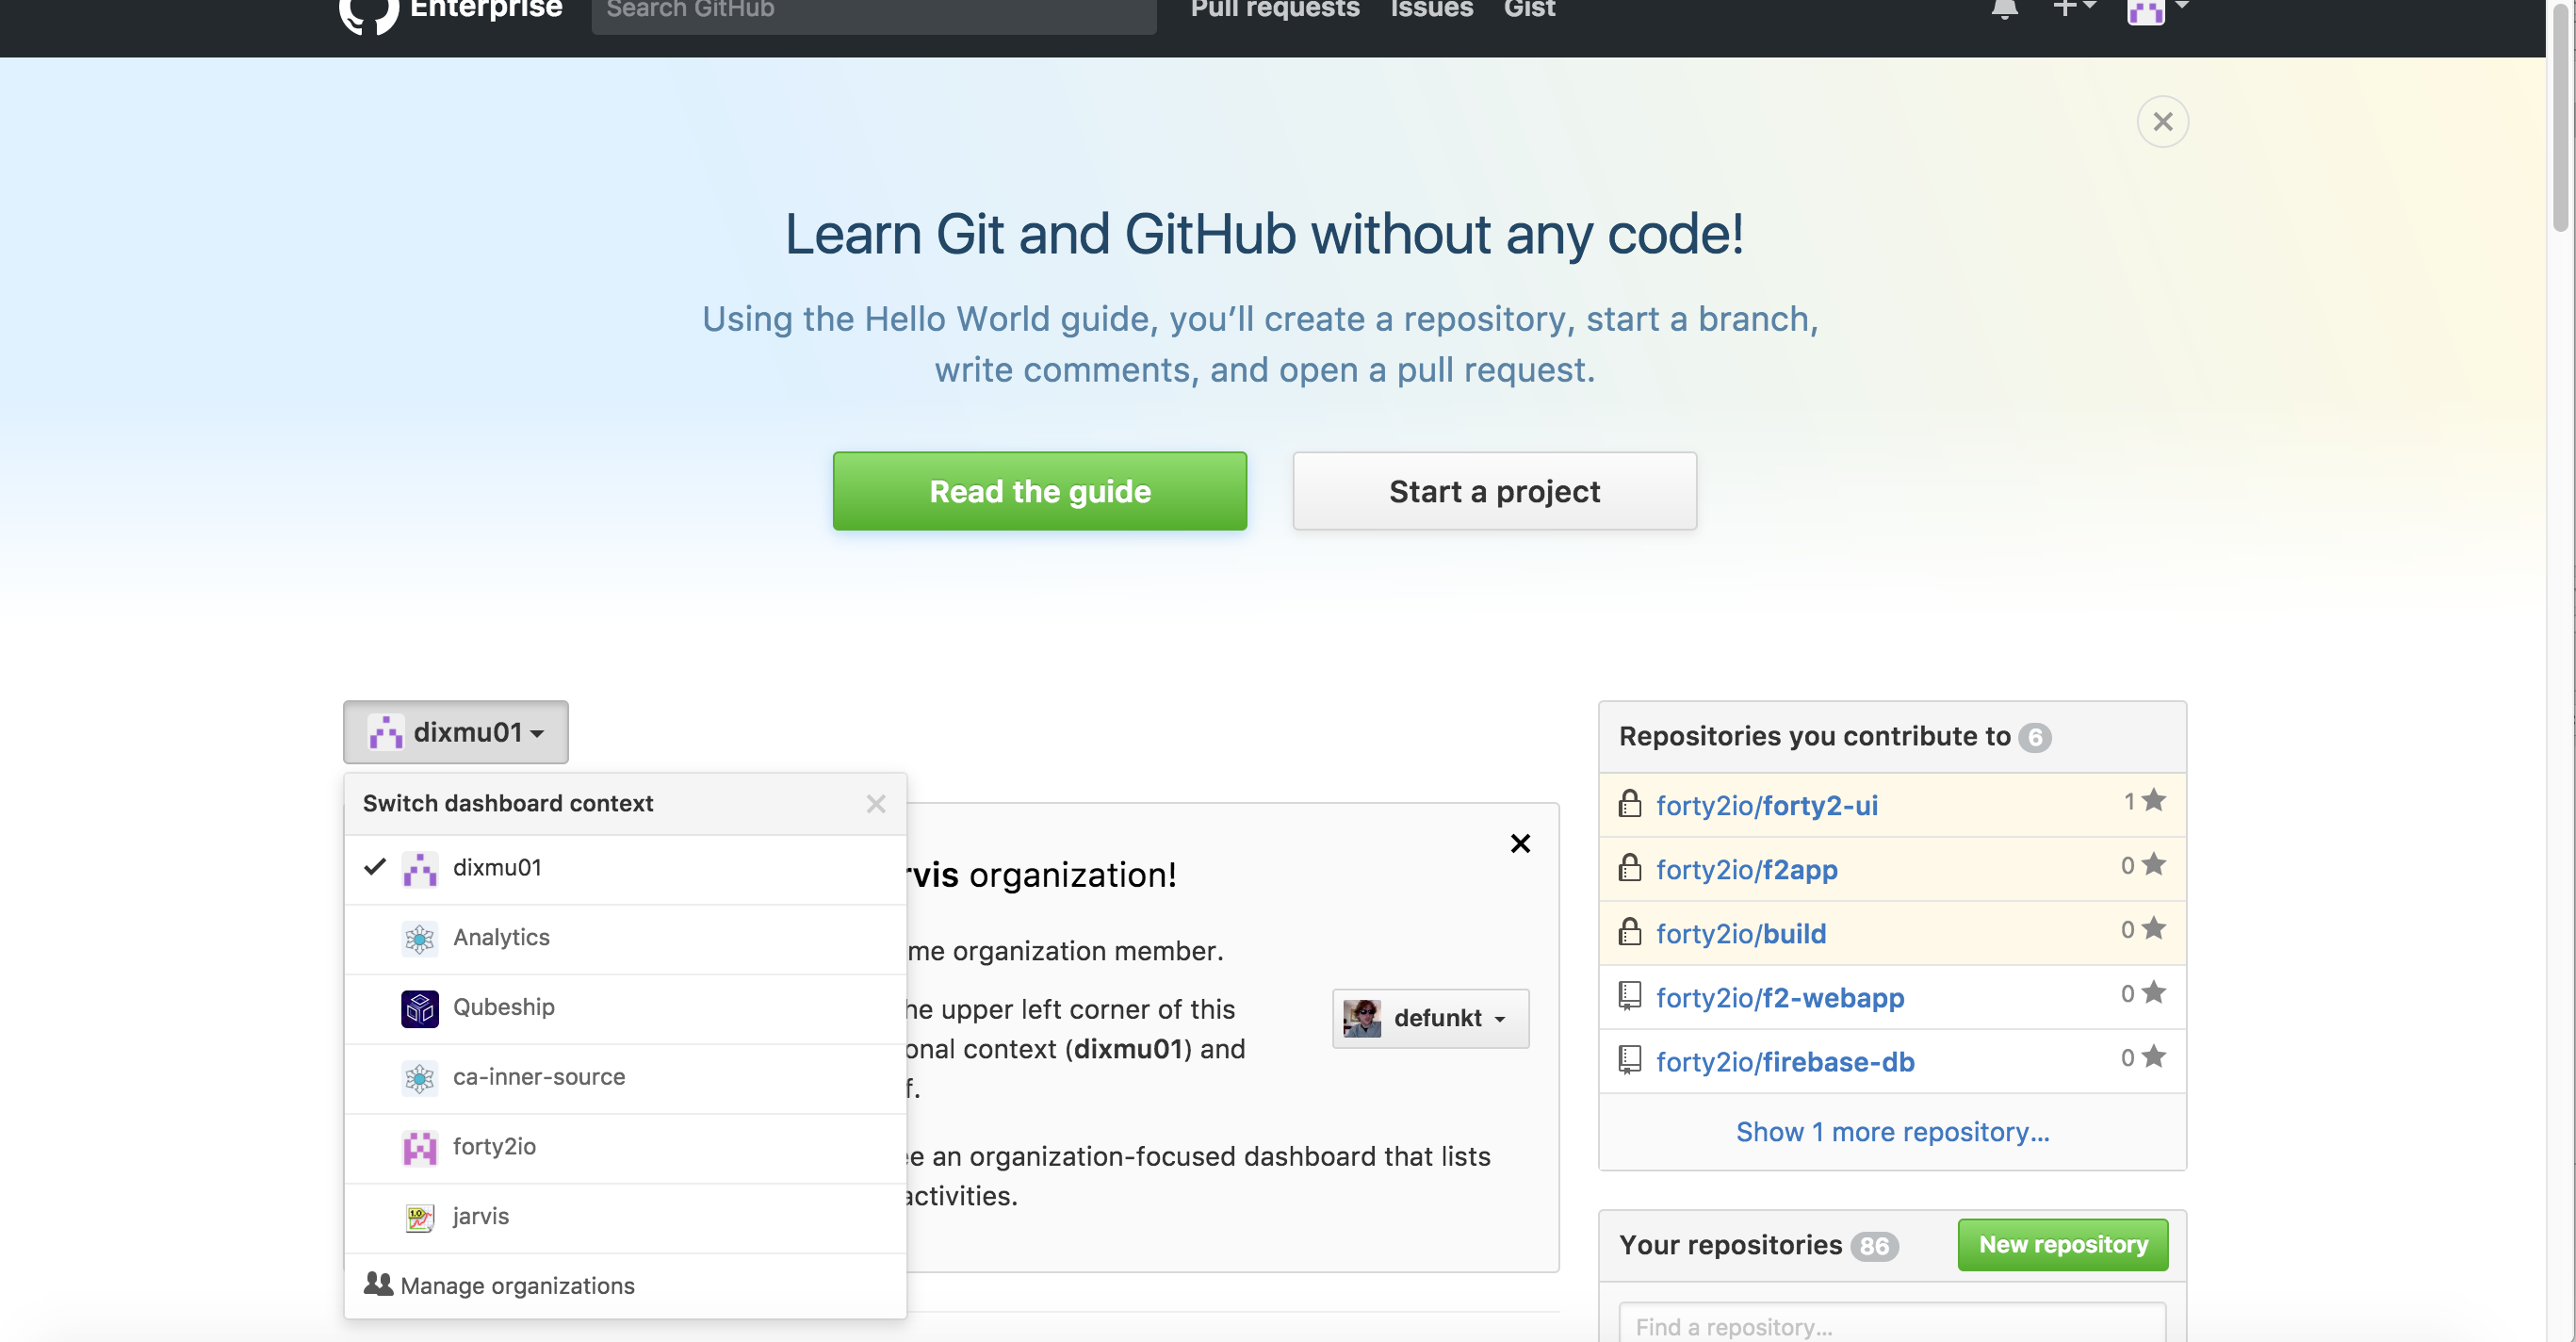 Enterprise
Search GitHub
Pull requests Issues Gist
Learn Git and GitHub without any code!
Using the Hello World guide, you’ll create a repository, start a branch,
write comments, and open a pull request.
Read the guide
Start a project
dixmu01
Switch dashboard context
dixmu01
Analytics
Qubeship
ca-inner-source
forty2io
jarvis
Manage organizations
rvis organization!
me organization member.
he upper left corner of this
onal context (dixmu01) and
f.
defunkt
e an organization-focused dashboard that lists
activities.
Repositories you contribute to 6
forty2io/forty2-ui 1
forty2io/f2app 0
forty2io/build 0
forty2io/f2-webapp 0
forty2io/firebase-db 0
Show 1 more repository...
Your repositories 86
New repository
Find a repository...